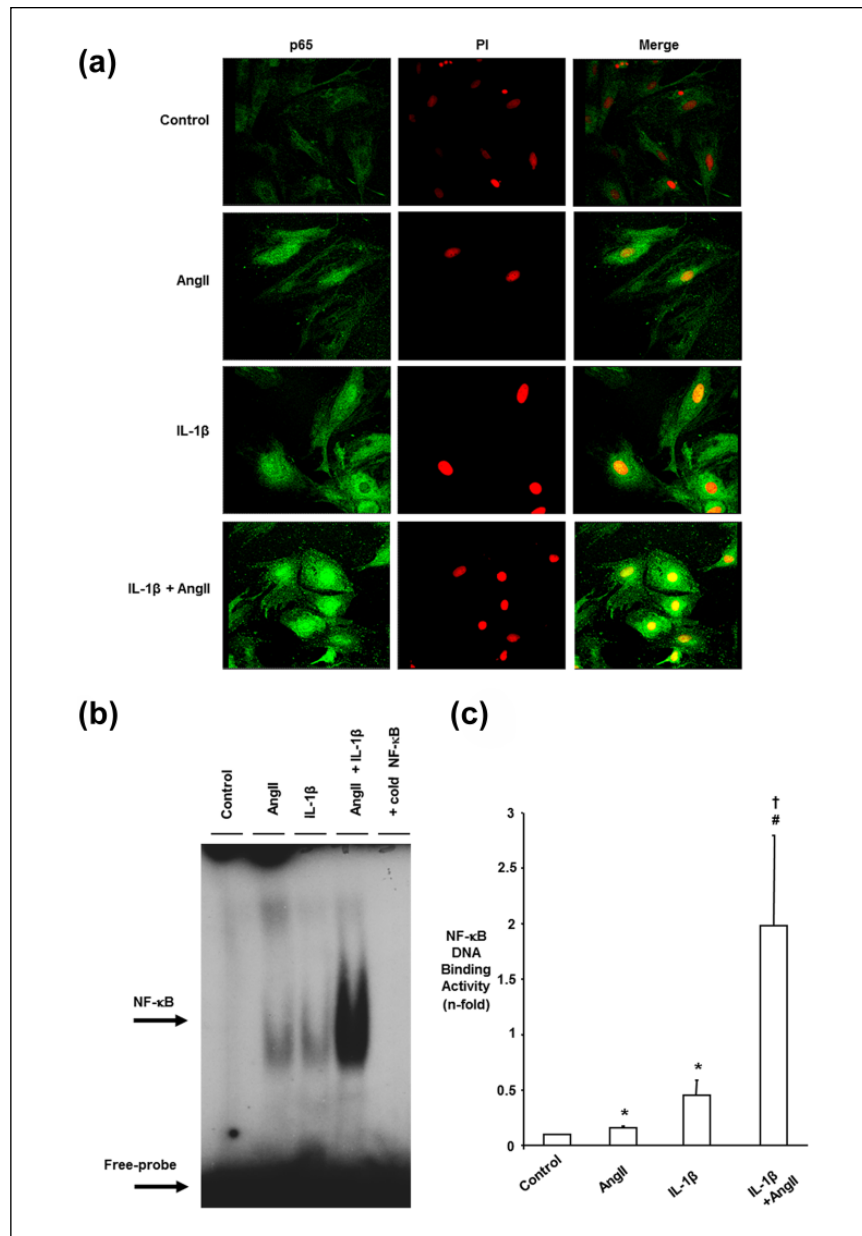 (a)
p65 PI Merge
Control
AngII
IL-1β
IL-1β + AngII
(b)
Control
AngII
IL-1β
AngII + IL-1β
+ cold NF-κB
NF-κB
Free-probe
(c)
†
#
3
2.5
2
1.5
1
0.5
0
NF-κB
DNA
Binding
Activity
(n-fold)
*
*
Control
AngII
IL-1β
IL-1β
+AngII